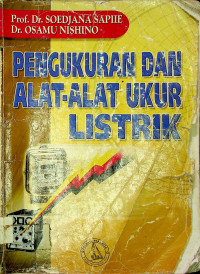 Prof. Dr. SOEDJANA SAPIIE
Dr. OSAMU NISHINO
PENGUKURAN DAN
ALAT-ALAT UKUR
LISTRIK